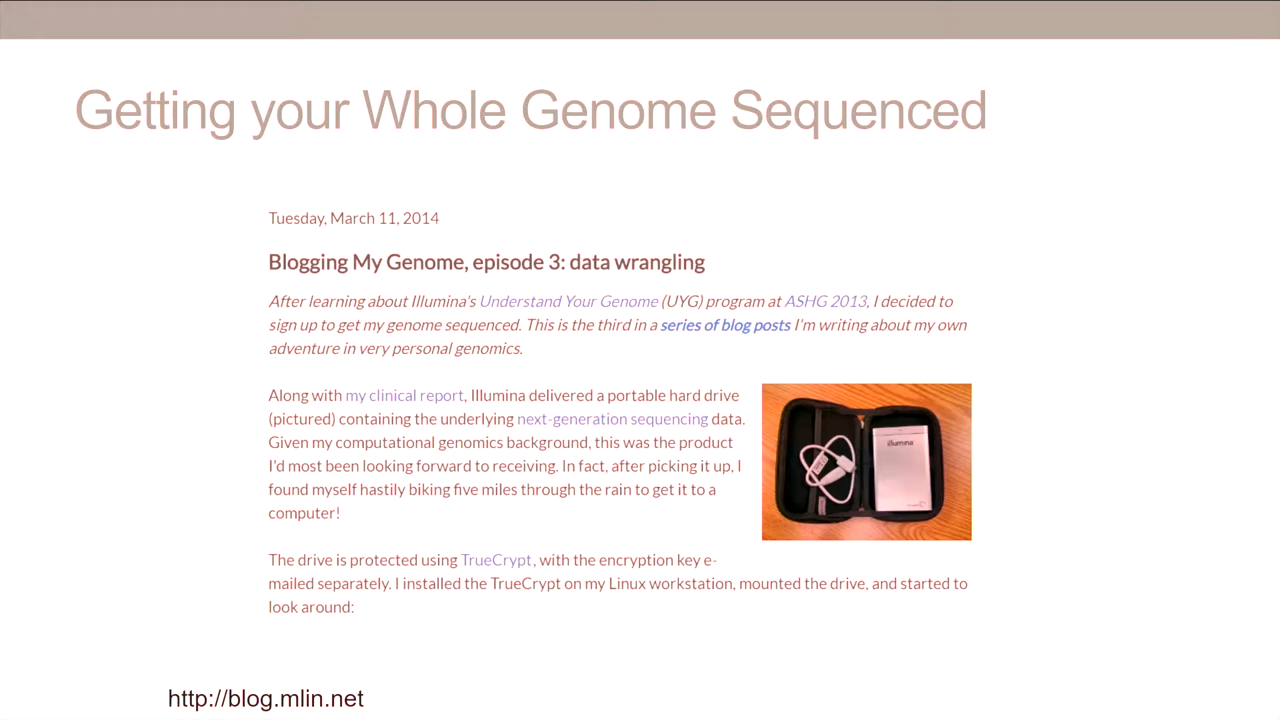 Getting your Whole Genome Sequenced
Tuesday, March 11, 2014
Blogging My Genome, episode 3: data wrangling
After learning about Illumina's Understand Your Genome (UYG) program at ASHG 2013, I decided to
sign up to get my genome sequenced. This is the third in a series of blog posts I'm writing about my own
adventure in very personal genomics.
Along with my clinical report, Illumina delivered a portable hard drive
(pictured) containing the underlying next-generation sequencing data.
Given my computational genomics background, this was the product
I'd most been looking forward to receiving. In fact, after picking it up, I
found myself hastily biking five miles through the rain to get it to a
computer!
illumina
The drive is protected using TrueCrypt, with the encryption key e-
mailed separately. I installed the TrueCrypt on my Linux workstation, mounted the drive, and started to
look around:
http://blog.mlin.net